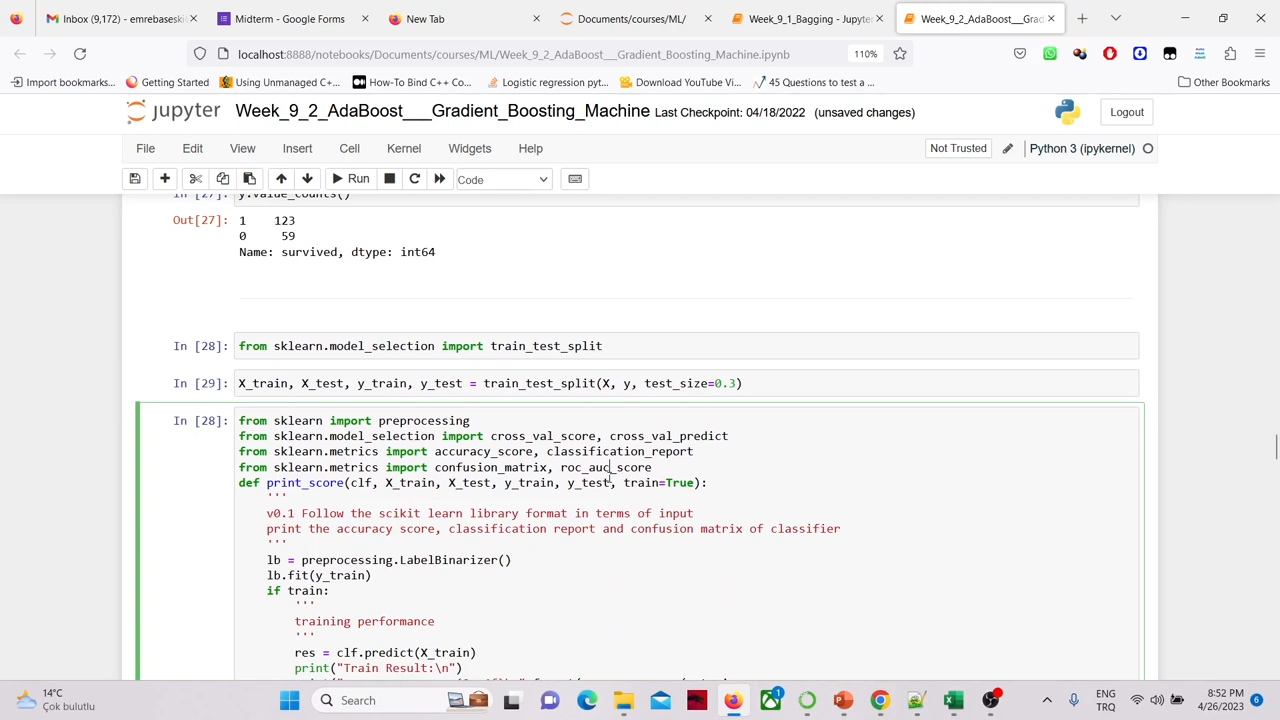 Inbox (9,172) - emrebaseski
Midterm - Google Forms
New Tab
Documents/courses/ML/
Week_9_1_Bagging - Jupyter
Week_9_2_AdaBoost___Grad
localhost:8888/notebooks/Documents/courses/ML/Week_9_2_AdaBoost___Gradient_Boosting_Machine.ipynb
110%
Import bookmarks...
Getting Started
Using Unmanaged C+...
How-To Bind C++ Co...
Logistic regression pyt...
Download YouTube Vi...
45 Questions to test a ...
Other Bookmarks
jupyter
Week_9_2_AdaBoost___Gradient_Boosting_Machine
Last Checkpoint: 04/18/2022 (unsaved changes)
Logout
File Edit View Insert Cell Kernel Widgets Help
Not Trusted
Python 3 (ipykernel)
Run
Code
In [27]: y.value_counts()
Out[27]: 1 123
0 59
Name: survived, dtype: int64
In [28]: from sklearn.model_selection import train_test_split
In [29]: X_train, X_test, y_train, y_test = train_test_split(X, y, test_size=0.3)
In [28]: from sklearn import preprocessing
from sklearn.model_selection import cross_val_score, cross_val_predict
from sklearn.metrics import accuracy_score, classification_report
from sklearn.metrics import confusion_matrix, roc_auc_score
def print_score(clf, X_train, X_test, y_train, y_test, train=True):
'''
v0.1 Follow the scikit learn library format in terms of input
print the accuracy score, classification report and confusion matrix of classifier
'''
lb = preprocessing.LabelBinarizer()
lb.fit(y_train)
if train:
'''
training performance
'''
res = clf.predict(X_train)
print("Train Result:\n")
14°C
Çok bulutlu
Search
1
ENG
TRQ
8:52 PM
4/26/2023
6